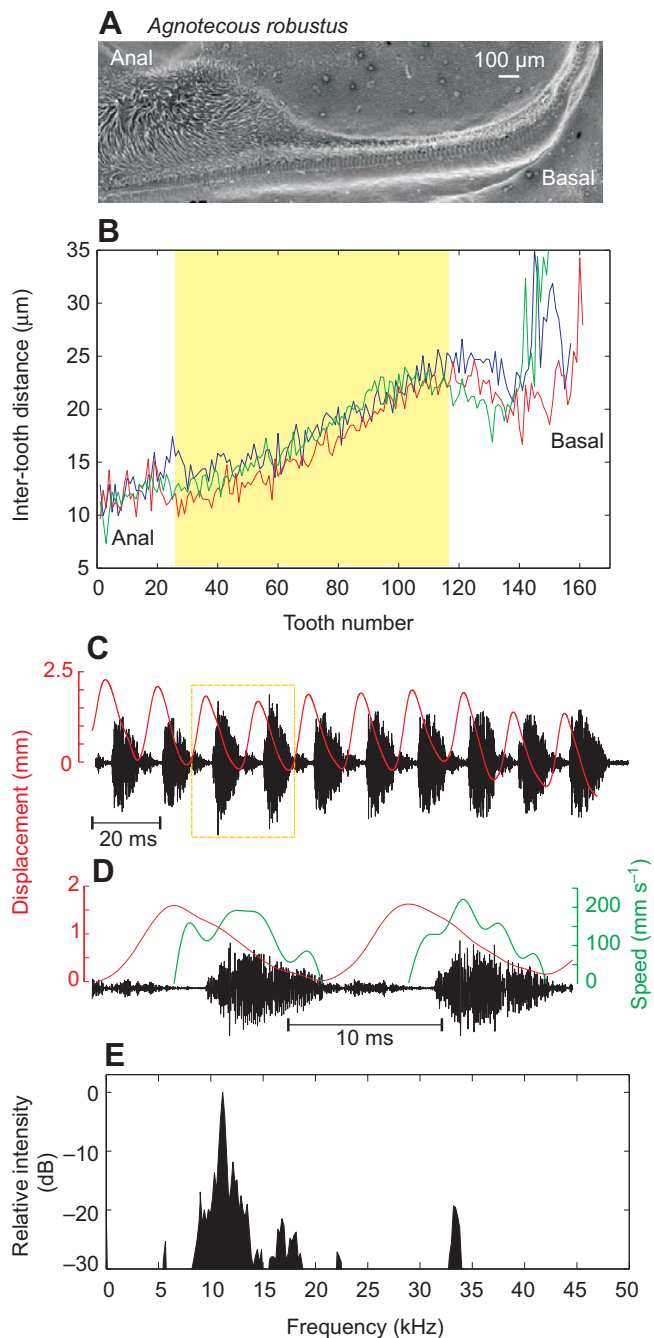 A Agnotecous robustus
Anal
100 µm
Basal
B
35
30
25
20
15
10
5
Inter-tooth distance (µm)
Anal
Basal
0 20 40 60 80 100 120 140 160
Tooth number
C
2.5
0
Displacement (mm)
20 ms
D
2
1
0
200
100
0
Speed (mm s⁻¹)
10 ms
E
0
–10
–20
–30
Relative intensity
(dB)
0 5 10 15 20 25 30 35 40 45 50
Frequency (kHz)